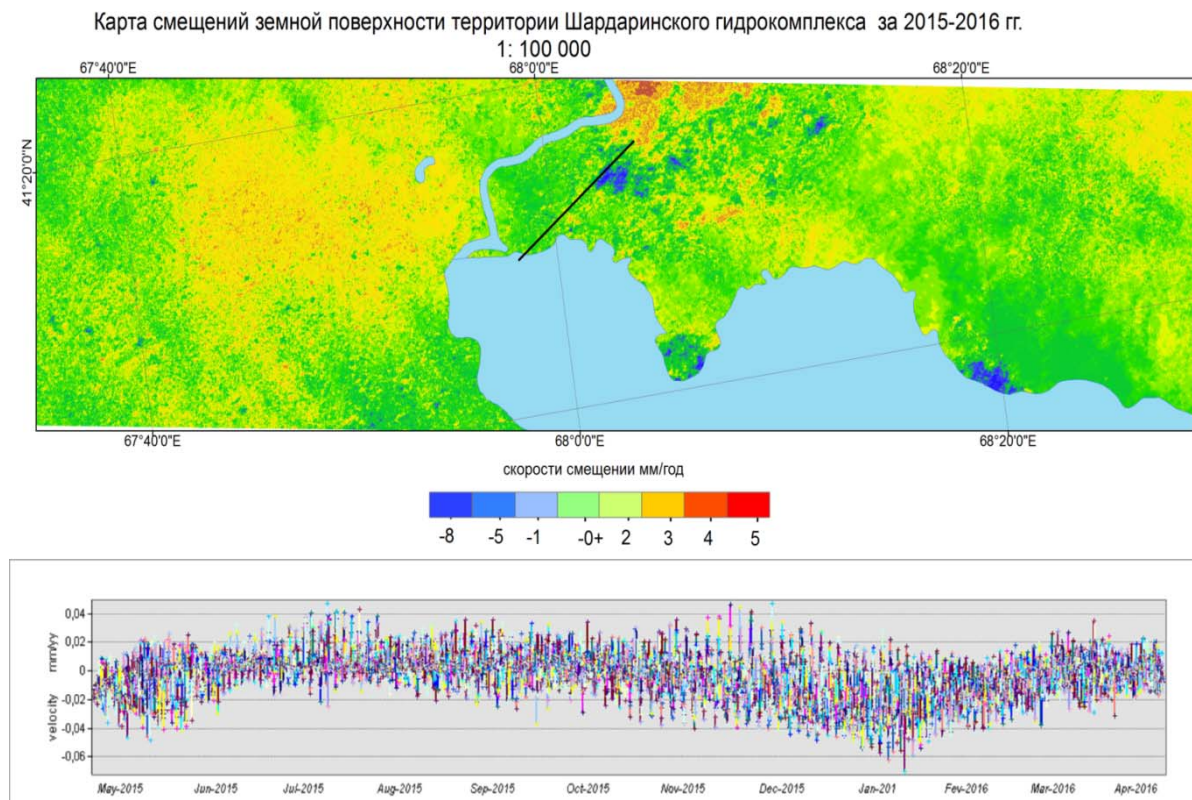 Карта смещений земной поверхности территории Шардаринского гидрокомплекса за 2015-2016 гг.
1: 100 000
67°40'0"E 68°0'0"E 68°20'0"E
41°20'0"N
67°40'0"E 68°0'0"E 68°20'0"E
скорости смещении мм/год
-8 -5 -1 -0+ 2 3 4 5
velocity mm/yy
0,04
0,02
0
-0,02
-0,04
-0,06
May-2015 Jun-2015 Jul-2015 Aug-2015 Sep-2015 Oct-2015 Nov-2015 Dec-2015 Jan-201 Fev-2016 Mar-2016 Apr-2016